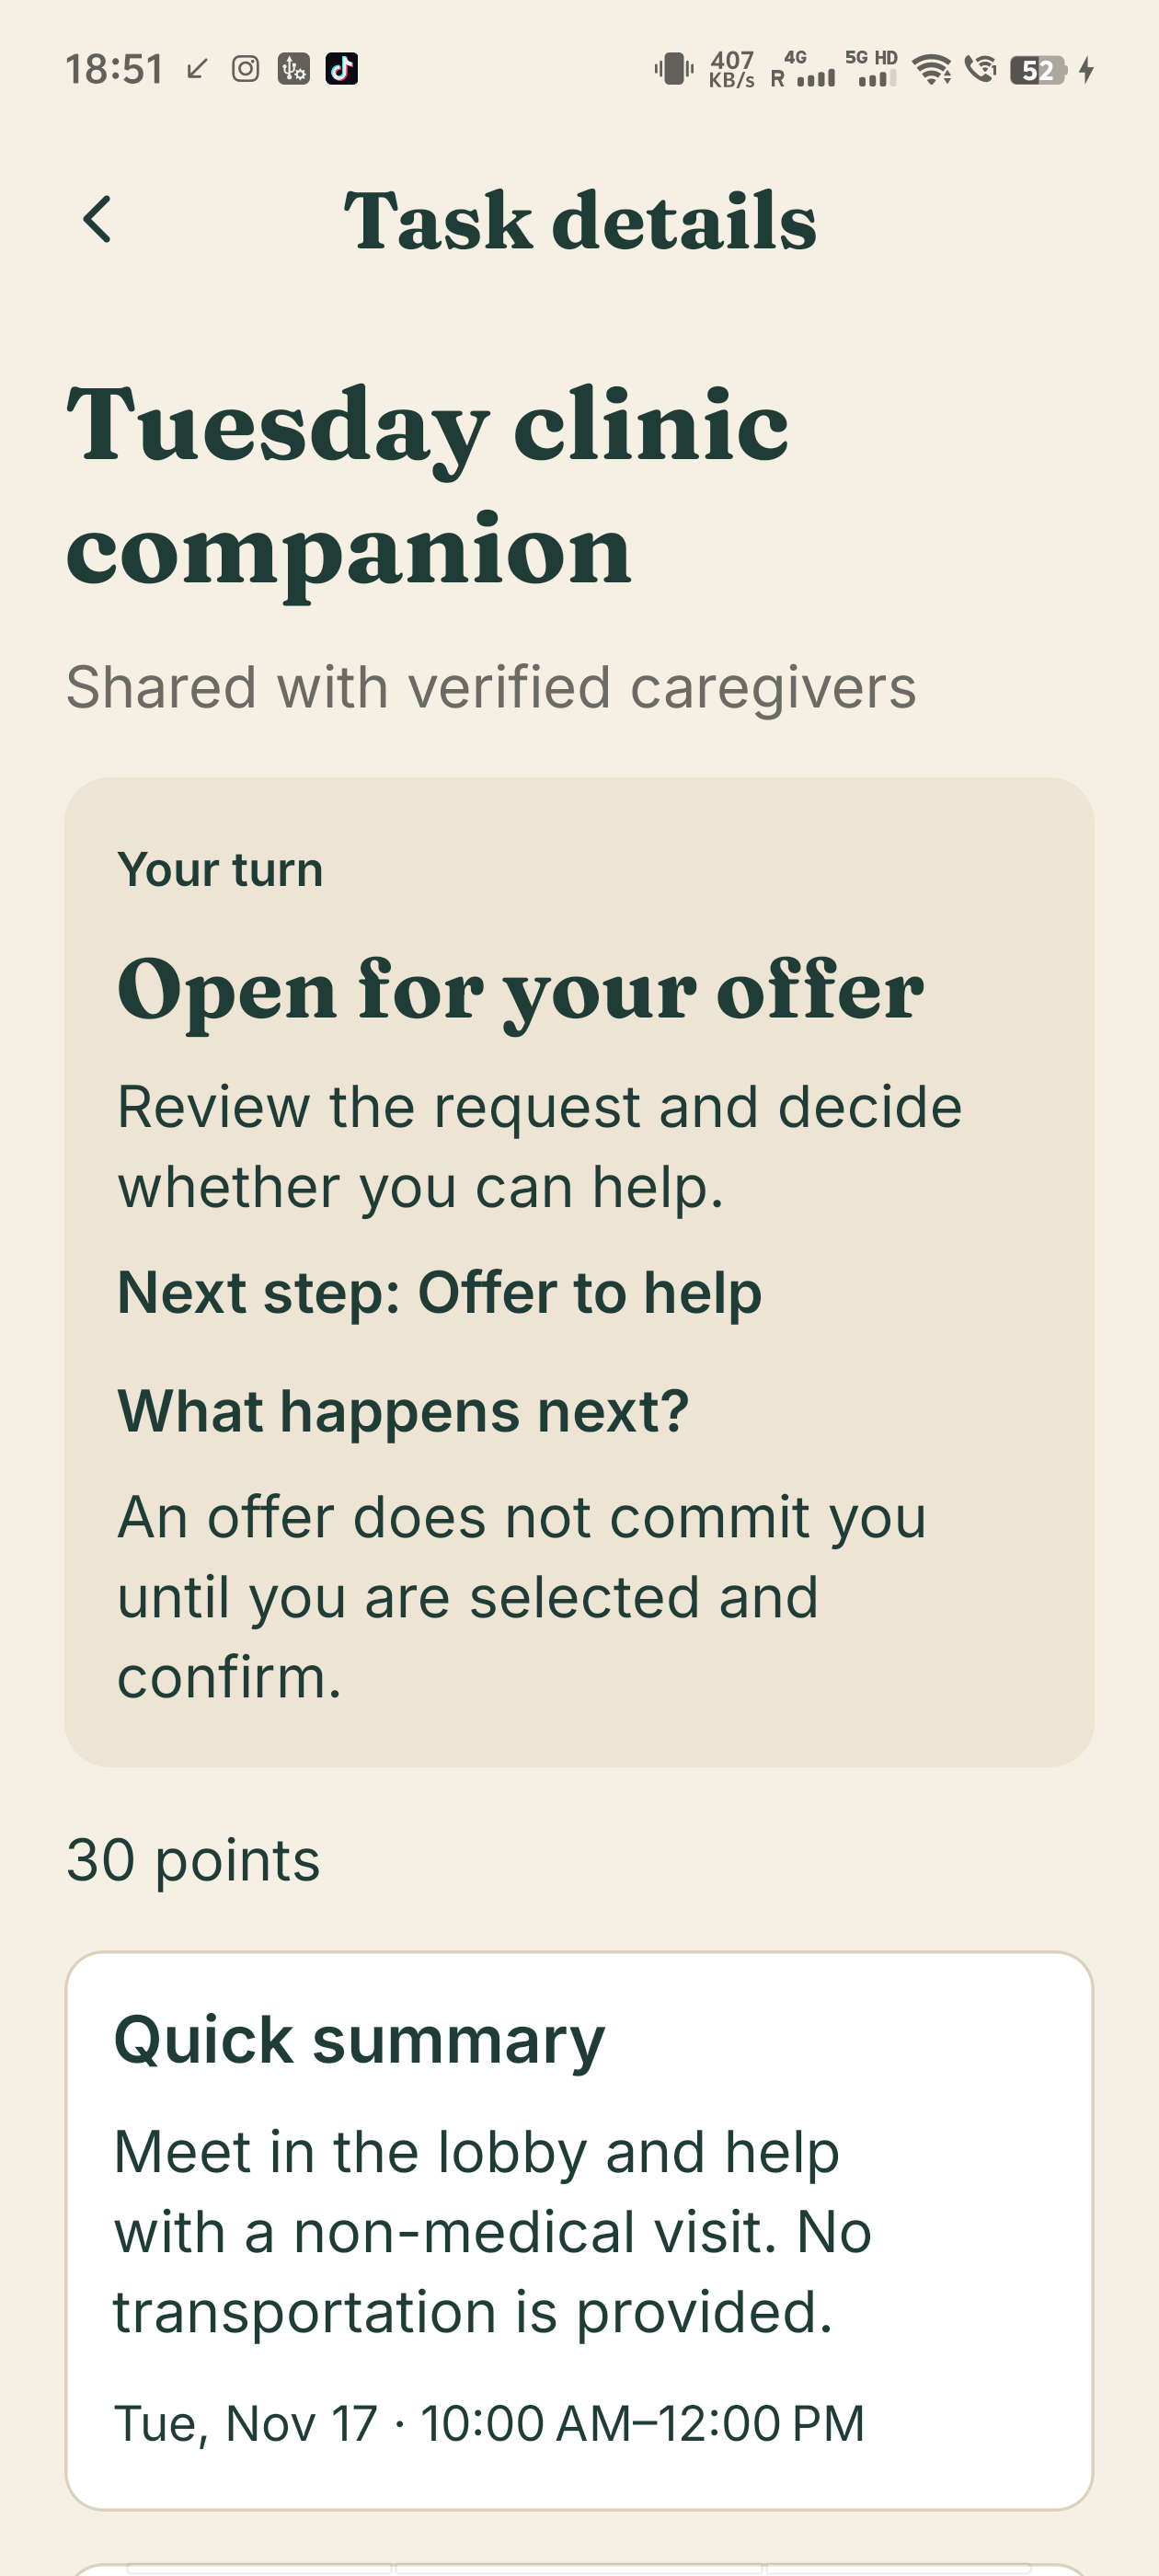 18:51
407 KB/s R 4G 5G HD 52
Task details
Tuesday clinic
companion
Shared with verified caregivers
Your turn
Open for your offer
Review the request and decide
whether you can help.
Next step: Offer to help
What happens next?
An offer does not commit you
until you are selected and
confirm.
30 points
Quick summary
Meet in the lobby and help
with a non-medical visit. No
transportation is provided.
Tue, Nov 17 · 10:00 AM–12:00 PM